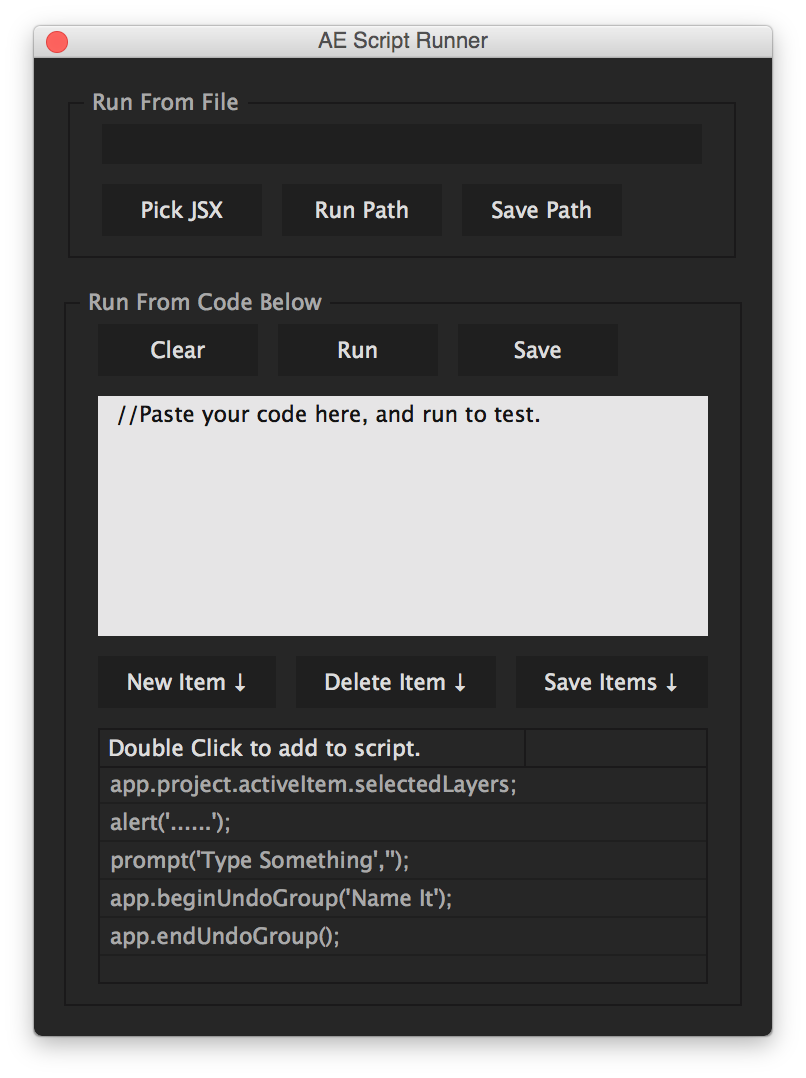 AE Script Runner
Run From File
Pick JSX Run Path Save Path
Run From Code Below
Clear Run Save
//Paste your code here, and run to test.
New Item ↓ Delete Item ↓ Save Items ↓
Double Click to add to script.
app.project.activeItem.selectedLayers;
alert('......');
prompt('Type Something','');
app.beginUndoGroup('Name It');
app.endUndoGroup();